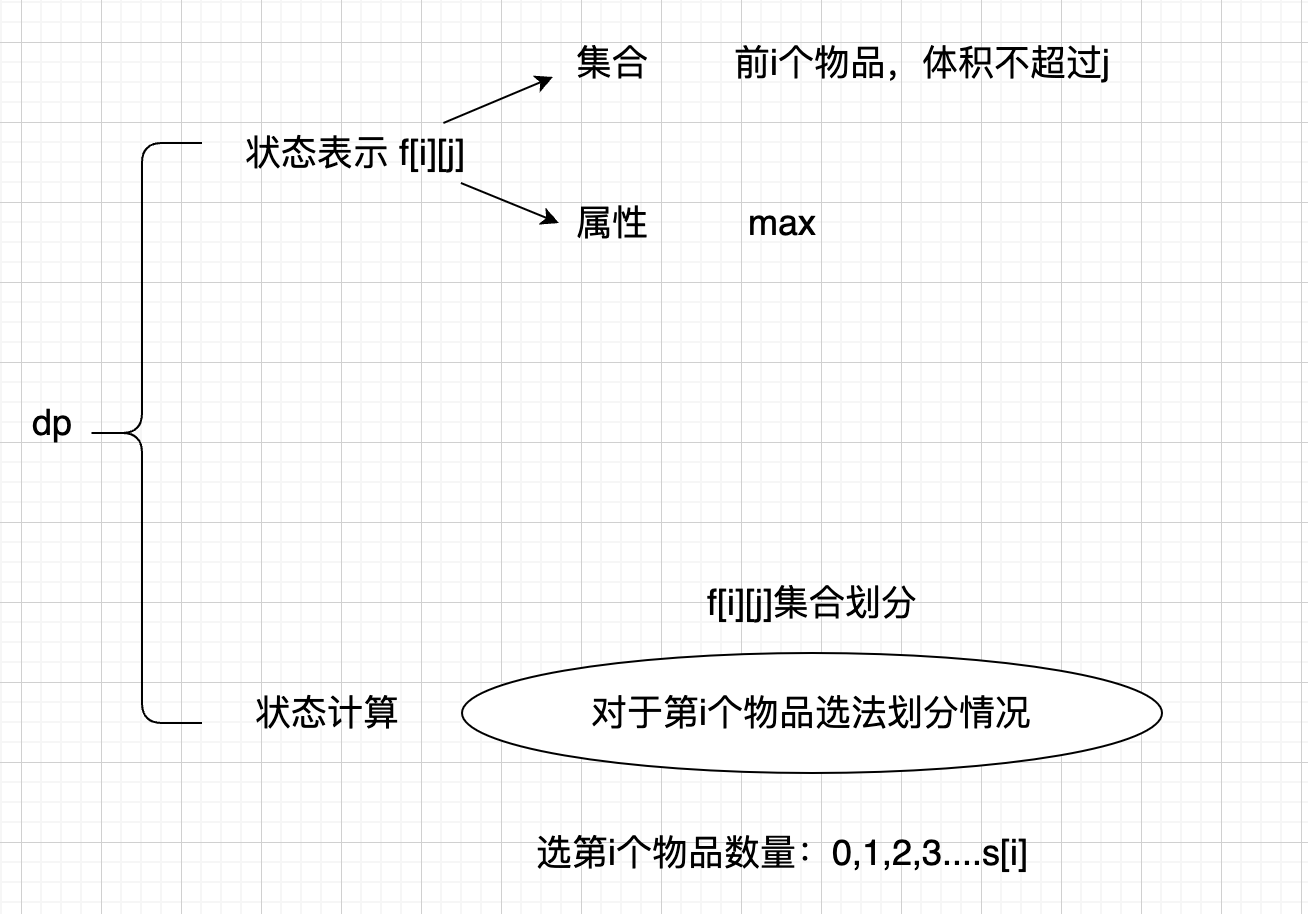 集合 前i个物品，体积不超过j
状态表示 f[i][j]
属性 max
dp
f[i][j]集合划分
状态计算 对于第i个物品选法划分情况
选第i个物品数量：0,1,2,3....s[i]